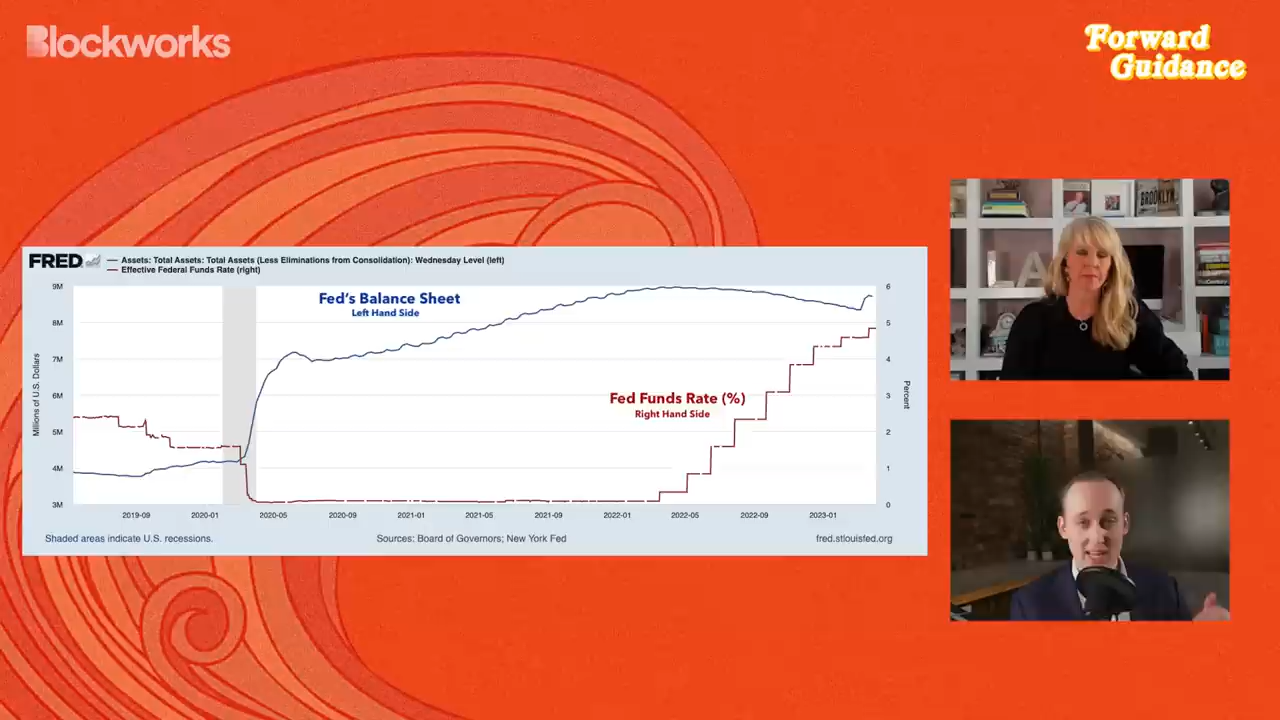 Blockworks
Forward
Guidance
FRED
Assets: Total Assets: Total Assets (Less Eliminations from Consolidation): Wednesday Level (left)
Effective Federal Funds Rate (right)
Fed's Balance Sheet
Left Hand Side
Fed Funds Rate (%)
Right Hand Side
Millions of U.S. Dollars
9M
8M
7M
6M
5M
4M
3M
6
5
4
3
2
1
0
Percent
2019-09
2020-01
2020-05
2020-09
2021-01
2021-05
2021-09
2022-01
2022-05
2022-09
2023-01
Shaded areas indicate U.S. recessions.
Sources: Board of Governors; New York Fed
fred.stlouisfed.org
BROOKLYN
LA